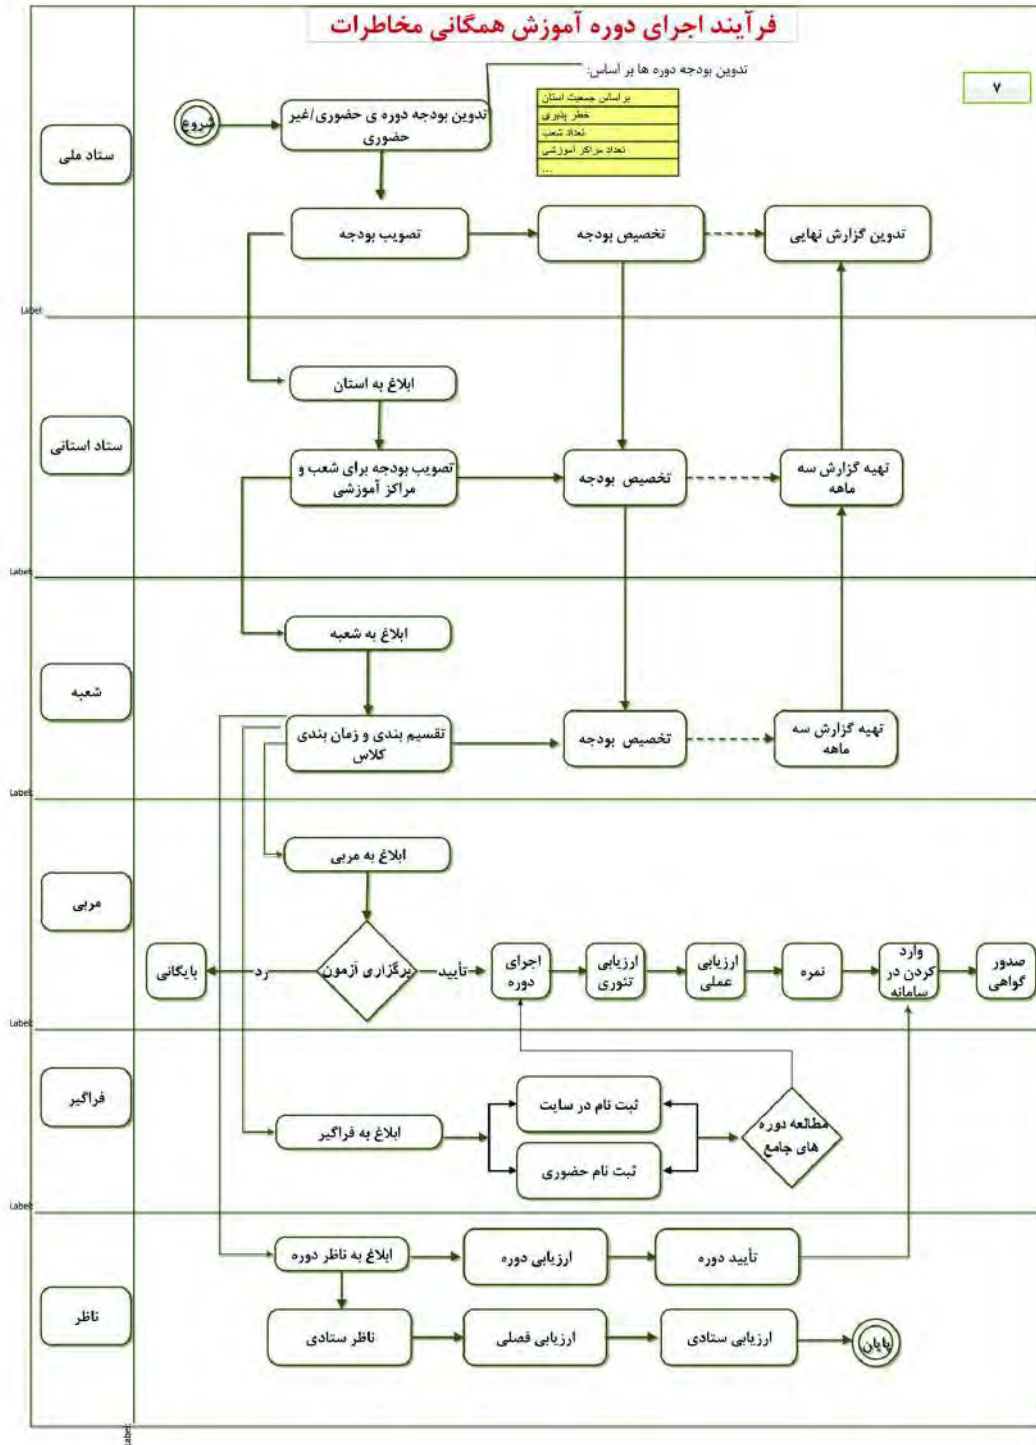 فرآیند اجرای دوره آموزش همگانی مخاطرات
تدوین بودجه دوره ها بر اساس:
۷
بر اساس جمعیت استان
خطر پذیری
تعداد شعب
تعداد مراکز آموزشی
...
ستاد ملی
شروع
تدوین بودجه دوره ی حضوری/غیر
حضوری
تصویب بودجه
تخصیص بودجه
تدوین گزارش نهایی
Label:
ستاد استانی
ابلاغ به استان
تصویب بودجه برای شعب و
مراکز آموزشی
تخصیص بودجه
تهیه گزارش سه
ماهه
Label:
شعبه
ابلاغ به شعبه
تقسیم بندی و زمان بندی
کلاس
تخصیص بودجه
تهیه گزارش سه
ماهه
Label:
مربی
ابلاغ به مربی
برگزاری آزمون
رد
بایگانی
تأیید
اجرای
دوره
ارزیابی
تئوری
ارزیابی
عملی
نمره
وارد
کردن در
سامانه
صدور
گواهی
Label:
فراگیر
ابلاغ به فراگیر
ثبت نام در سایت
ثبت نام حضوری
مطالعه دوره
های جامع
Label:
ناظر
ابلاغ به ناظر دوره
ارزیابی دوره
تأیید دوره
ناظر ستادی
ارزیابی فصلی
ارزیابی ستادی
پایان
Label: